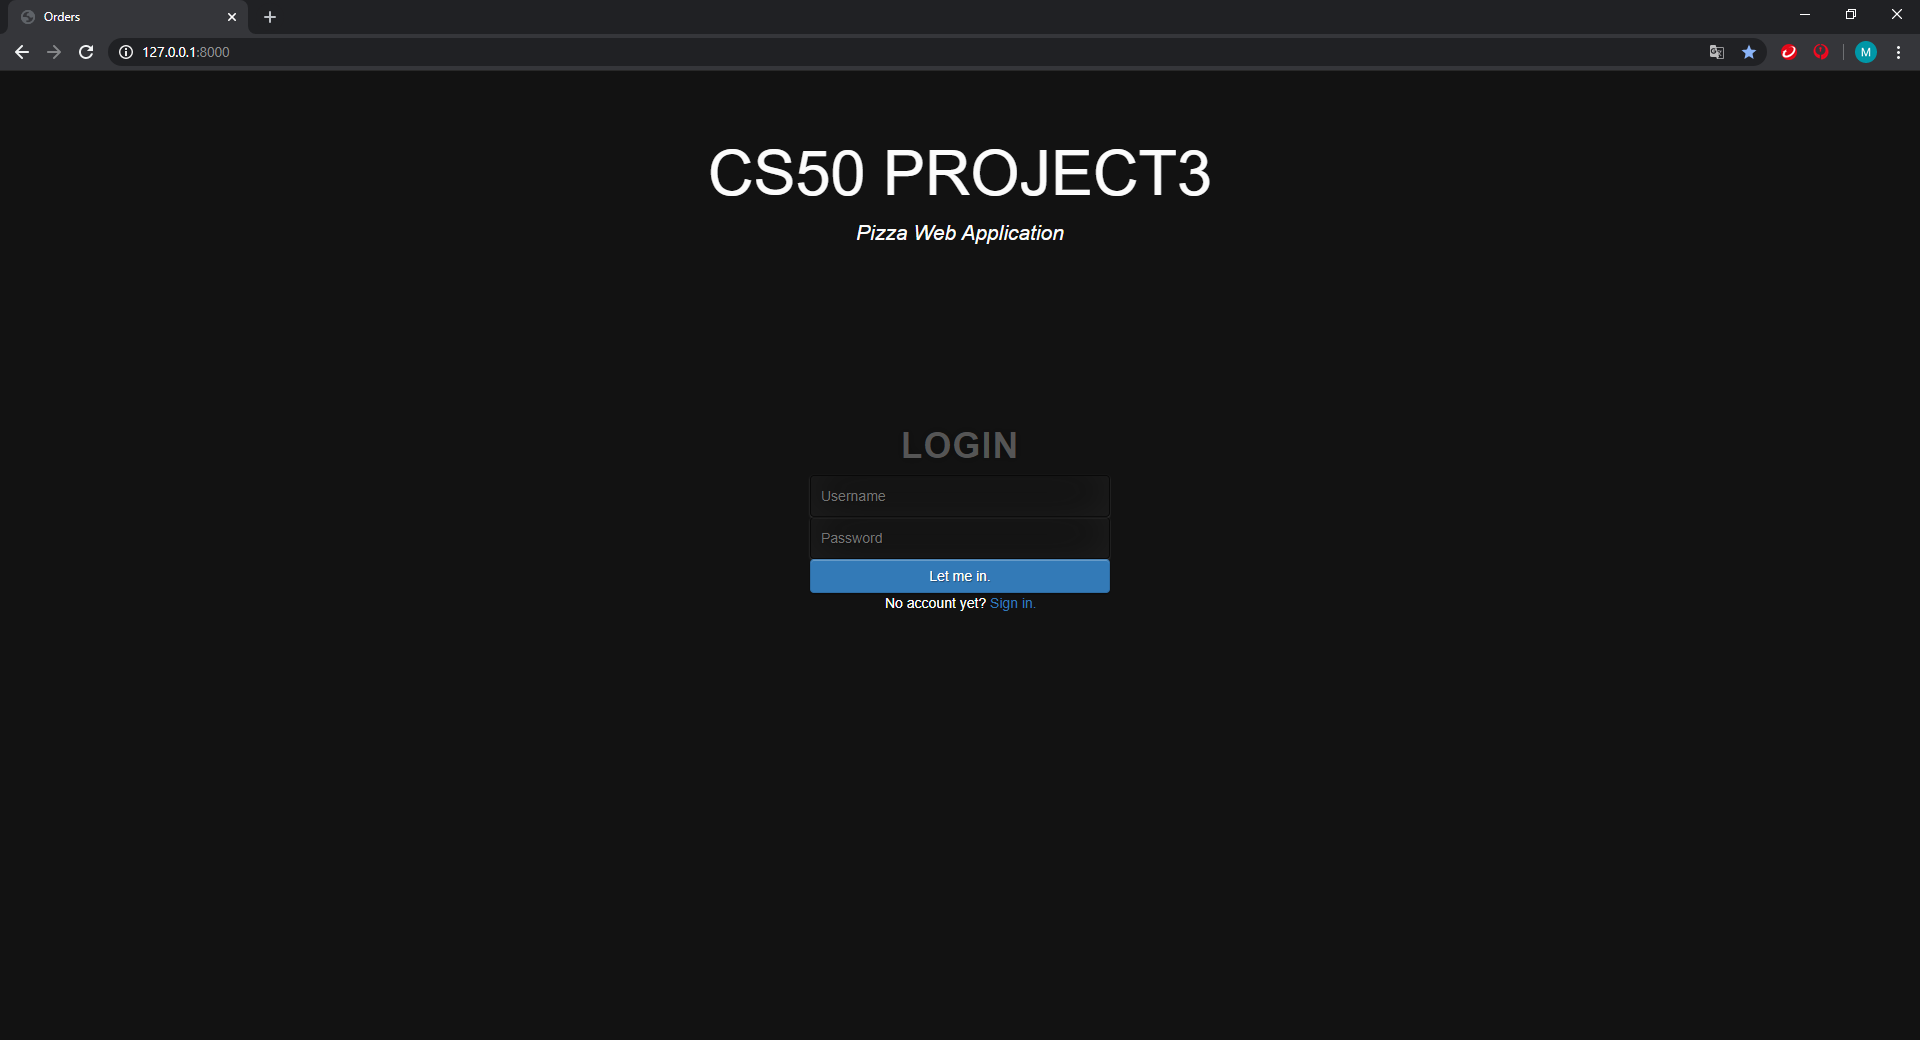 Orders
127.0.0.1:8000
M
CS50 PROJECT3
Pizza Web Application
LOGIN
Username
Password
Let me in.
No account yet? Sign in.